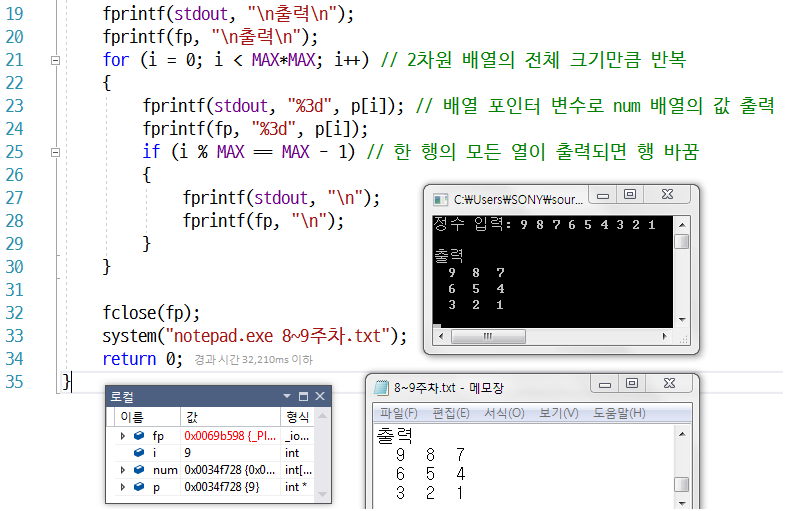 19 fprintf(stdout, "\n출력\n");
20 fprintf(fp, "\n출력\n");
21 for (i = 0; i < MAX*MAX; i++) // 2차원 배열의 전체 크기만큼 반복
22 {
23 fprintf(stdout, "%3d", p[i]); // 배열 포인터 변수로 num 배열의 값 출력
24 fprintf(fp, "%3d", p[i]);
25 if (i % MAX == MAX - 1) // 한 행의 모든 열이 출력되면 행 바꿈
26 {
27 fprintf(stdout, "\n");
28 fprintf(fp, "\n");
29 }
30 }
31
32 fclose(fp);
33 system("notepad.exe 8~9주차.txt");
34 return 0; 경과 시간 32,210ms 이하
35 }
C:₩Users₩SONY₩sour...
정수 입력: 9 8 7 6 5 4 3 2 1
출력
9 8 7
6 5 4
3 2 1
로컬
이름 값 형식
fp 0x0069b598 {_Pl... _io...
i 9 int
num 0x0034f728 {0x0... int[...
p 0x0034f728 {9} int *
8~9주차.txt - 메모장
파일(F) 편집(E) 서식(O) 보기(V) 도움말(H)
출력
9 8 7
6 5 4
3 2 1